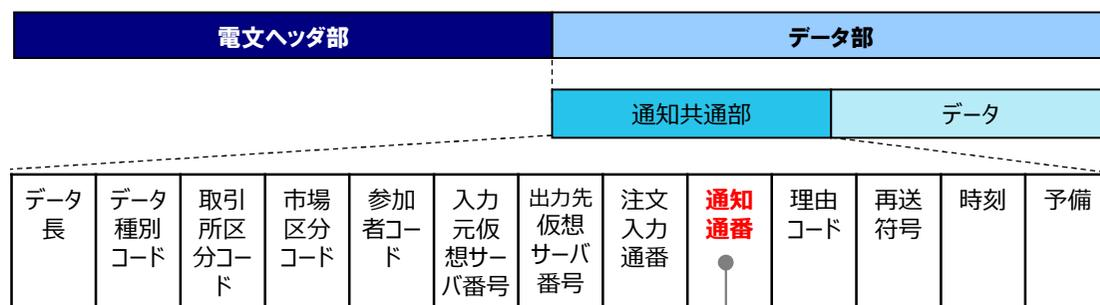 電文ヘッダ部
データ部
通知共通部
データ
データ
長
データ
種別
コード
取引
所区
分コー
ド
市場
区分
コード
参加
者コー
ド
入力
元仮
想サー
バ番号
出力先
仮想
サーバ
番号
注文
入力
通番
通知
通番
理由
コード
再送
符号
時刻
予備